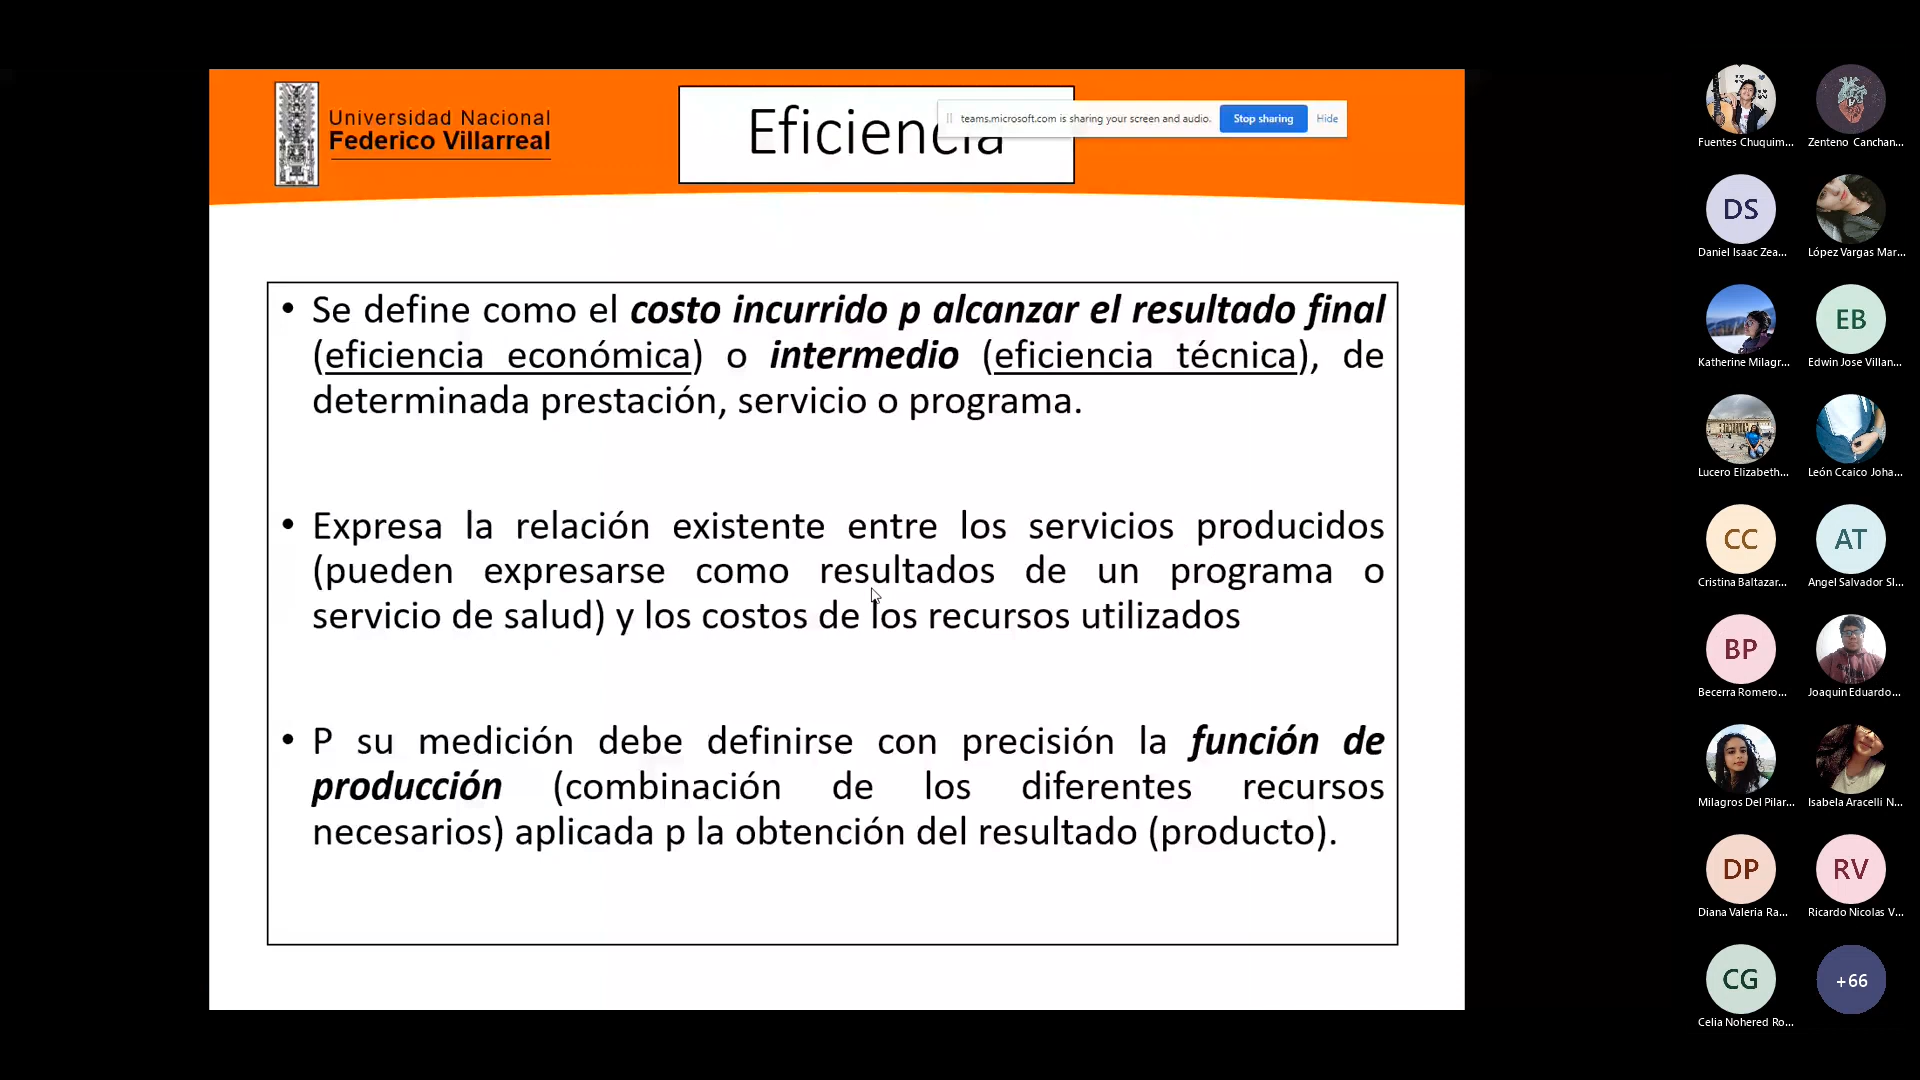 Universidad Nacional
Federico Villarreal
Eficiencia
teams.microsoft.com is sharing your screen and audio.
Stop sharing
Hide
• Se define como el costo incurrido p alcanzar el resultado final
(eficiencia económica) o intermedio (eficiencia técnica), de
determinada prestación, servicio o programa.
• Expresa la relación existente entre los servicios producidos
(pueden expresarse como resultados de un programa o
servicio de salud) y los costos de los recursos utilizados
• P su medición debe definirse con precisión la función de
producción (combinación de los diferentes recursos
necesarios) aplicada p la obtención del resultado (producto).
Fuentes Chuquim...
Zenteno Canchan...
DS
Daniel Isaac Zea...
López Vargas Mar...
Katherine Milagr...
EB
Edwin Jose Villan...
Lucero Elizabeth...
León Ccaico Joha...
CC
Cristina Baltazar...
AT
Angel Salvador SI...
BP
Becerra Romero...
Joaquin Eduardo...
Milagros Del Pilar...
Isabela Aracelli N...
DP
Diana Valeria Ra...
RV
Ricardo Nicolas V...
CG
Celia Nohered Ro...
+66